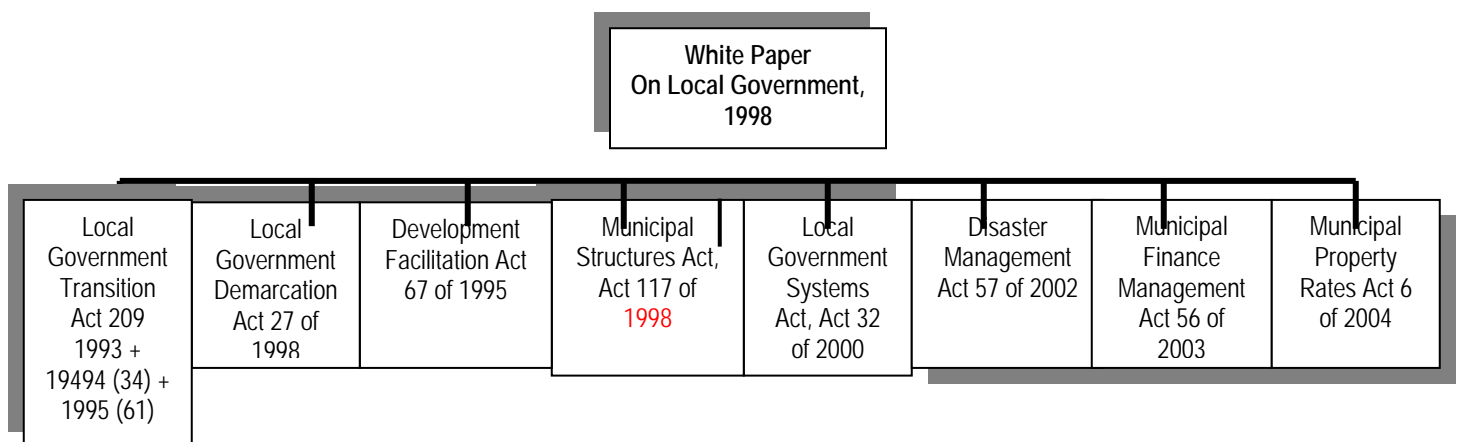 White Paper
On Local Government,
1998
Local
Government
Transition
Act 209
1993 +
19494 (34) +
1995 (61)
Local
Government
Demarcation
Act 27 of
1998
Development
Facilitation Act
67 of 1995
Municipal
Structures Act,
Act 117 of
1998
Local
Government
Systems
Act, Act 32
of 2000
Disaster
Management
Act 57 of 2002
Municipal
Finance
Management
Act 56 of
2003
Municipal
Property
Rates Act 6
of 2004